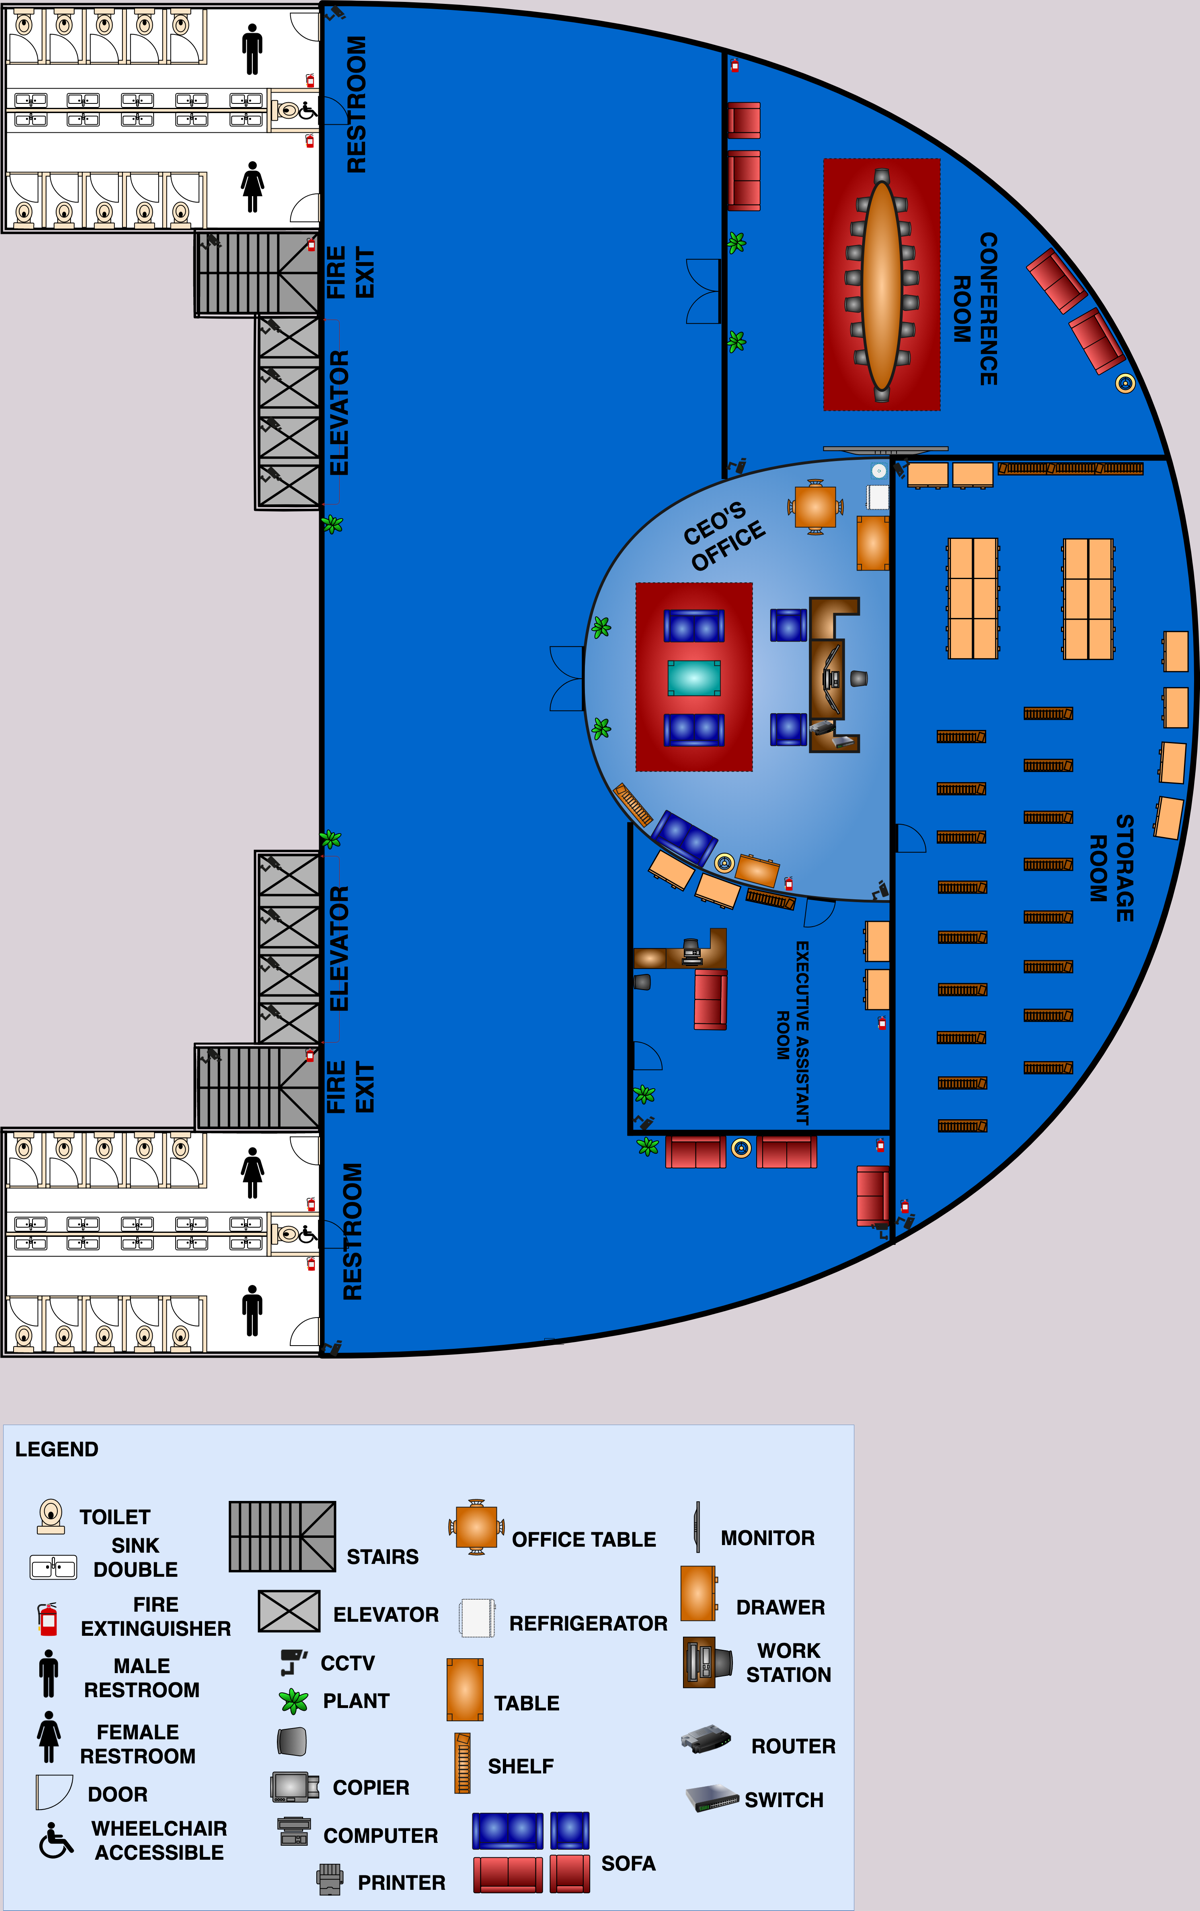 RESTROOM
FIRE
EXIT
ELEVATOR
CONFERENCE
ROOM
CEO'S
OFFICE
STORAGE
ROOM
EXECUTIVE ASSISTANT
ROOM
ELEVATOR
FIRE
EXIT
RESTROOM
LEGEND
TOILET
SINK
DOUBLE
FIRE
EXTINGUISHER
MALE
RESTROOM
FEMALE
RESTROOM
DOOR
WHEELCHAIR
ACCESSIBLE
STAIRS
ELEVATOR
CCTV
PLANT
COPIER
COMPUTER
PRINTER
OFFICE TABLE
REFRIGERATOR
TABLE
SHELF
SOFA
MONITOR
DRAWER
WORK
STATION
ROUTER
SWITCH